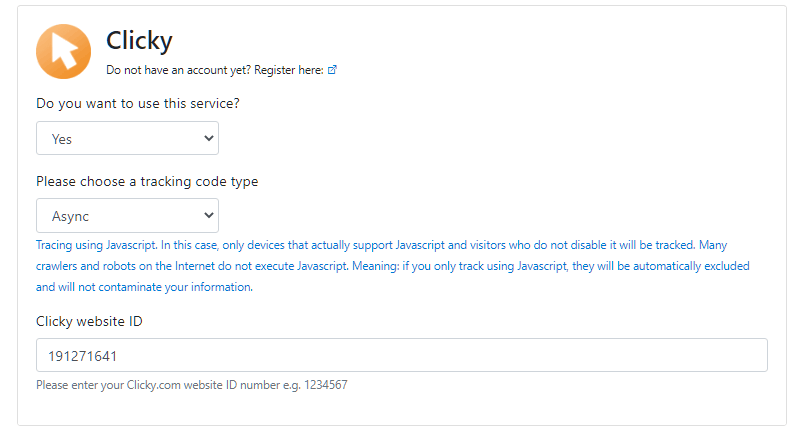 Clicky
Do not have an account yet? Register here:
Do you want to use this service?
Yes
Please choose a tracking code type
Async
Tracing using Javascript. In this case, only devices that actually support Javascript and visitors who do not disable it will be tracked. Many
crawlers and robots on the Internet do not execute Javascript. Meaning: if you only track using Javascript, they will be automatically excluded
and will not contaminate your information.
Clicky website ID
191271641
Please enter your Clicky.com website ID number e.g. 1234567